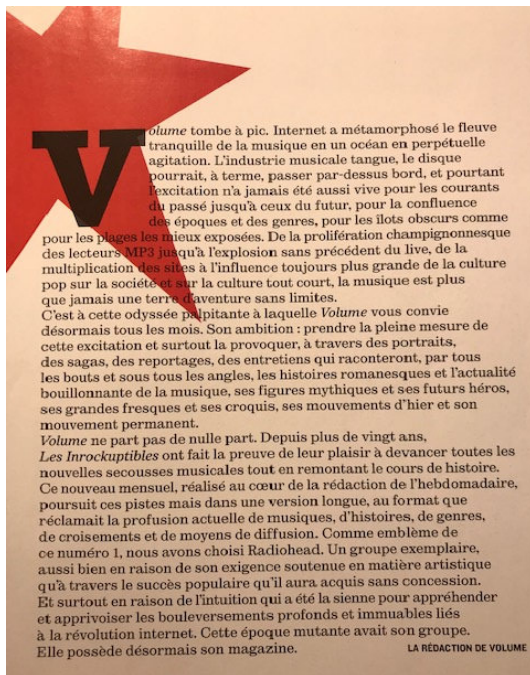 Volume tombe à pic. Internet a métamorphosé le fleuve
tranquille de la musique en un océan en perpétuelle
agitation. L'industrie musicale tangue, le disque
pourrait, à terme, passer par-dessus bord, et pourtant
l'excitation n'a jamais été aussi vive pour les courants
du passé jusqu'à ceux du futur, pour la confluence
des époques et des genres, pour les îlots obscurs comme
pour les plages les mieux exposées. De la prolifération champignonnesque
des lecteurs MP3 jusqu'à l'explosion sans précédent du live, de la
multiplication des sites à l'influence toujours plus grande de la culture
pop sur la société et sur la culture tout court, la musique est plus
que jamais une terre d'aventure sans limites.
C'est à cette odyssée palpitante à laquelle Volume vous convie
désormais tous les mois. Son ambition : prendre la pleine mesure de
cette excitation et surtout la provoquer, à travers des portraits,
des sagas, des reportages, des entretiens qui raconteront, par tous
les bouts et sous tous les angles, les histoires romanesques et l'actualité
bouillonnante de la musique, ses figures mythiques et ses futurs héros,
ses grandes fresques et ses croquis, ses mouvements d'hier et son
mouvement permanent.
Volume ne part pas de nulle part. Depuis plus de vingt ans,
Les Inrockuptibles ont fait la preuve de leur plaisir à devancer toutes les
nouvelles secousses musicales tout en remontant le cours de histoire.
Ce nouveau mensuel, réalisé au cœur de la rédaction de l'hebdomadaire,
poursuit ces pistes mais dans une version longue, au format que
réclamait la profusion actuelle de musiques, d'histoires, de genres,
de croisements et de moyens de diffusion. Comme emblème de
ce numéro 1, nous avons choisi Radiohead. Un groupe exemplaire,
aussi bien en raison de son exigence soutenue en matière artistique
qu'à travers le succès populaire qu'il aura acquis sans concession.
Et surtout en raison de l'intuition qui a été la sienne pour appréhender
et apprivoiser les bouleversements profonds et immuables liés
à la révolution internet. Cette époque mutante avait son groupe.
Elle possède désormais son magazine.
LA RÉDACTION DE VOLUME